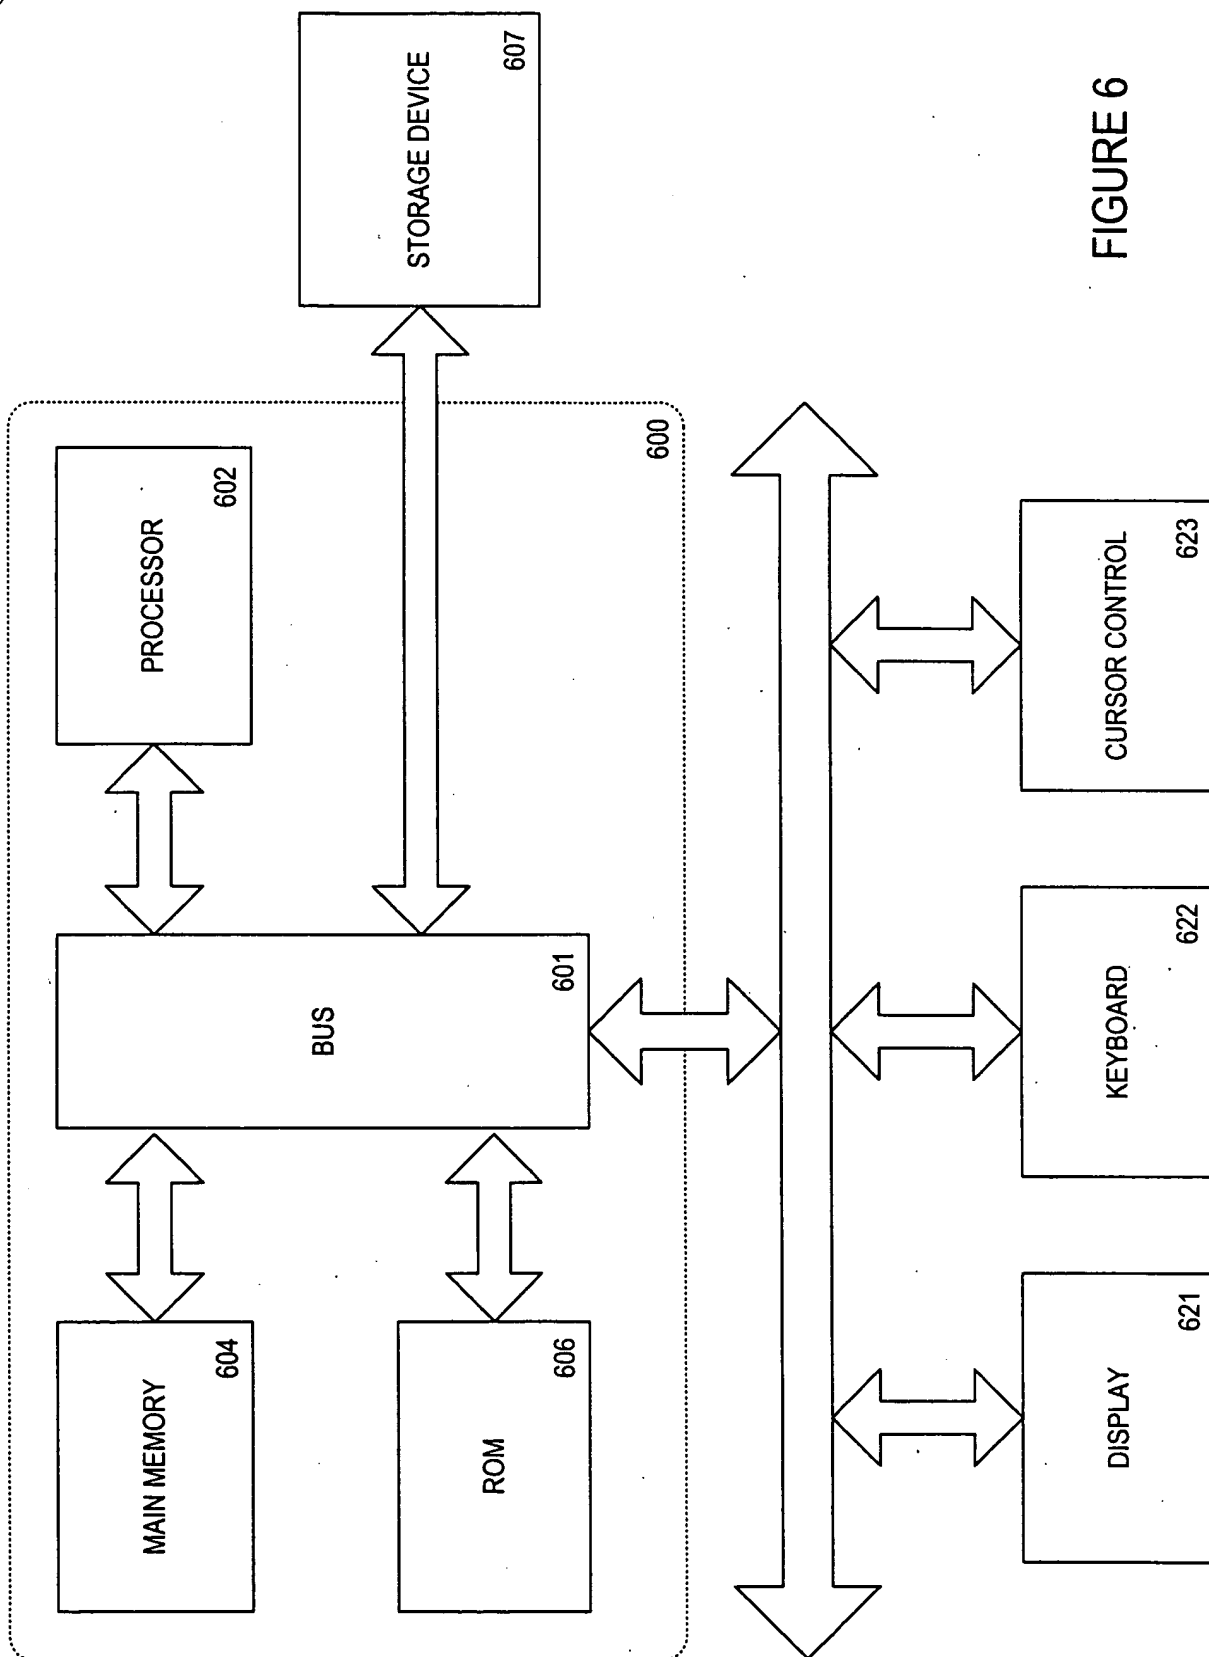 MAIN MEMORY
604
BUS
601
PROCESSOR
602
ROM
606
600
STORAGE DEVICE
607
DISPLAY
621
KEYBOARD
622
CURSOR CONTROL
623
FIGURE 6